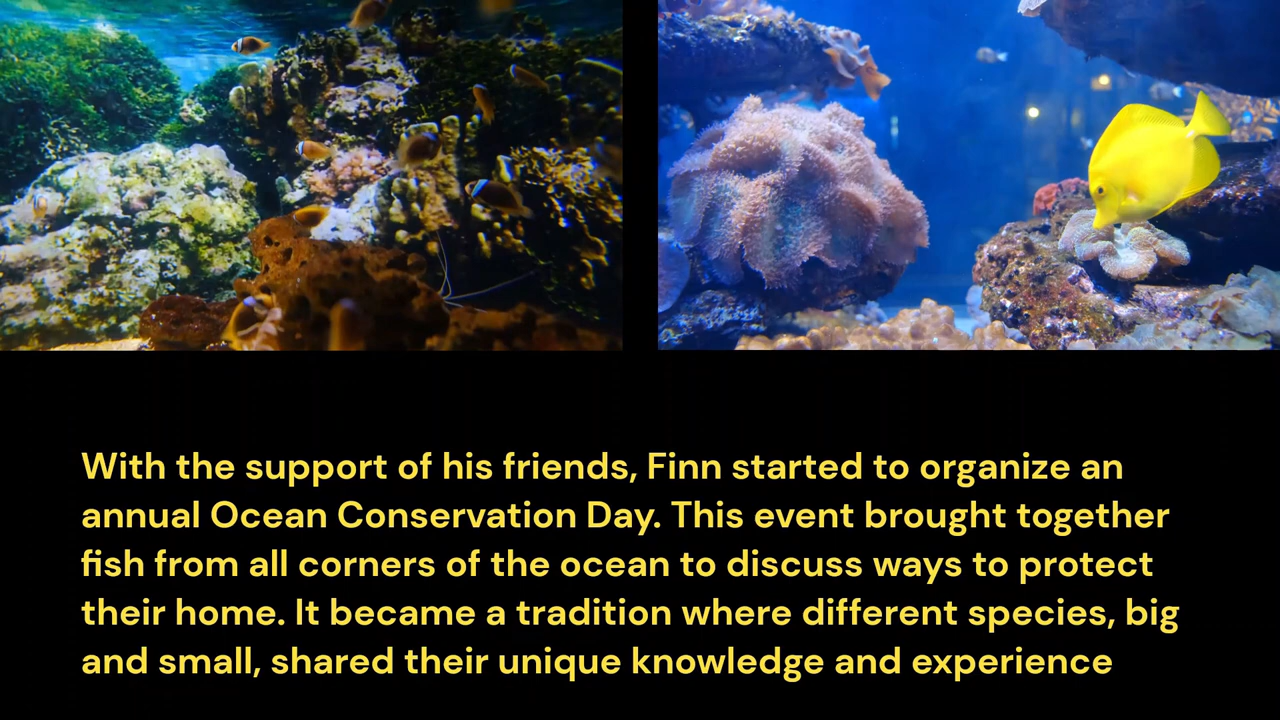 With the support of his friends, Finn started to organize an
annual Ocean Conservation Day. This event brought together
fish from all corners of the ocean to discuss ways to protect
their home. It became a tradition where different species, big
and small, shared their unique knowledge and experience